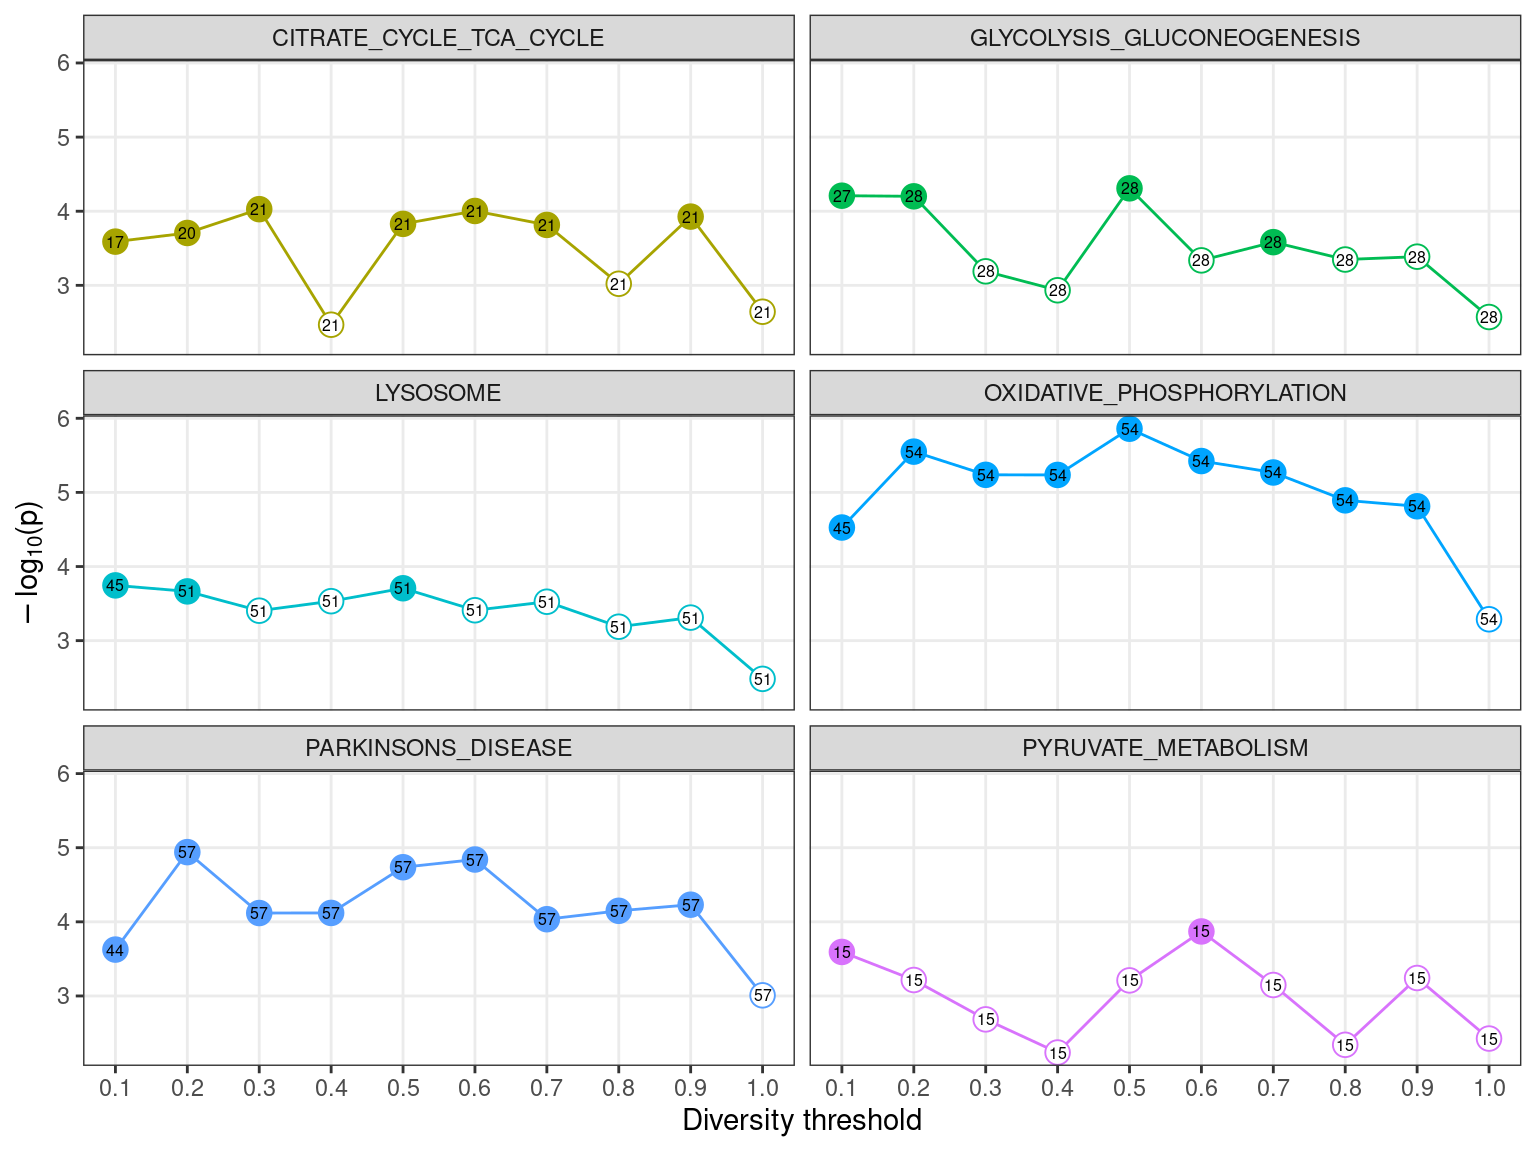 CITRATE_CYCLE_TCA_CYCLE
GLYCOLYSIS_GLUCONEOGENESIS
6
5
4
3
17 20 21 21 21 21 21 21 21 21
27 28 28 28 28 28 28 28 28 28
LYSOSOME
OXIDATIVE_PHOSPHORYLATION
6
5
4
3
45 51 51 51 51 51 51 51 51 51
45 54 54 54 54 54 54 54 54 54
PARKINSONS_DISEASE
PYRUVATE_METABOLISM
6
5
4
3
44 57 57 57 57 57 57 57 57 57
15 15 15 15 15 15 15 15 15 15
0.1 0.2 0.3 0.4 0.5 0.6 0.7 0.8 0.9 1.0
0.1 0.2 0.3 0.4 0.5 0.6 0.7 0.8 0.9 1.0
Diversity threshold
− log₁₀(p)